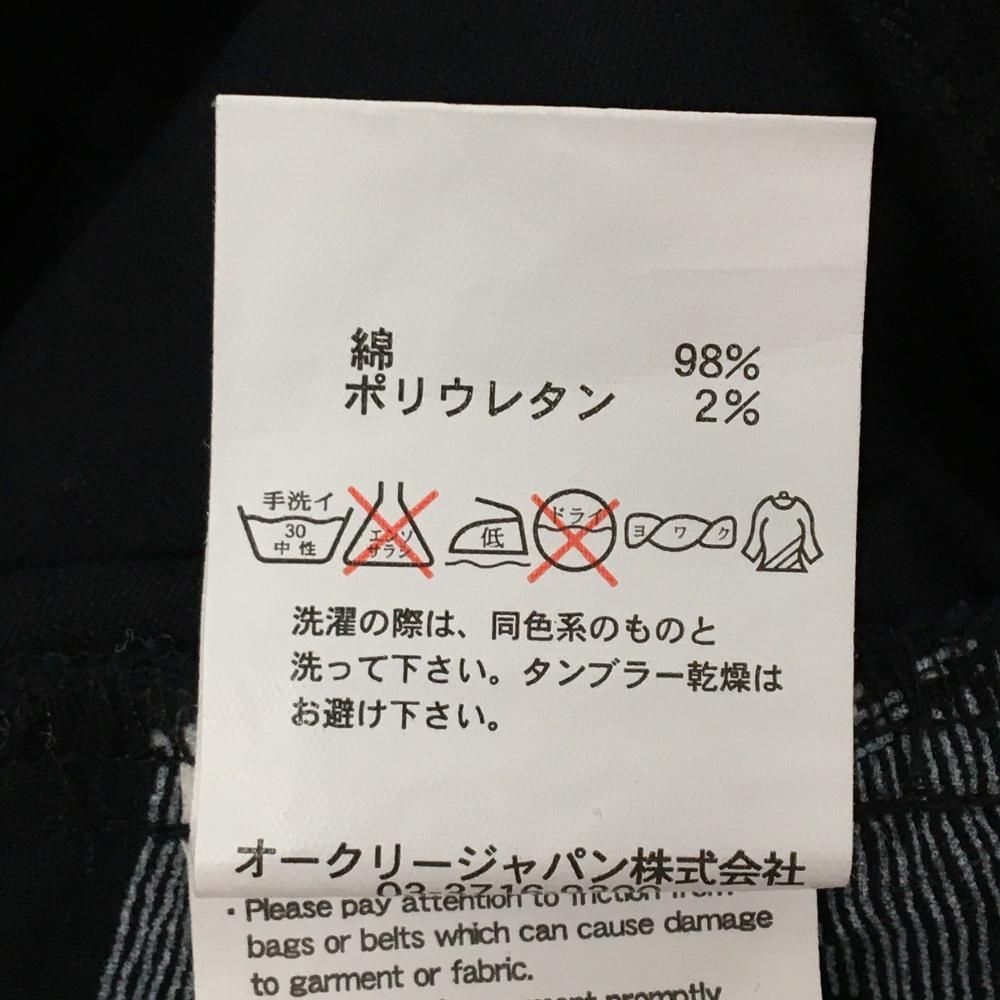 綿 98%
ポリウレタン 2%
手洗イ
30
中性
エンソ
サラシ
低
ドライ
ヨワク
洗濯の際は、同色系のものと
洗って下さい。タンブラー乾燥は
お避け下さい。
オークリージャパン株式会社
・Please pay attention to friction from
bags or belts which can cause damage
to garment or fabric.
promptly